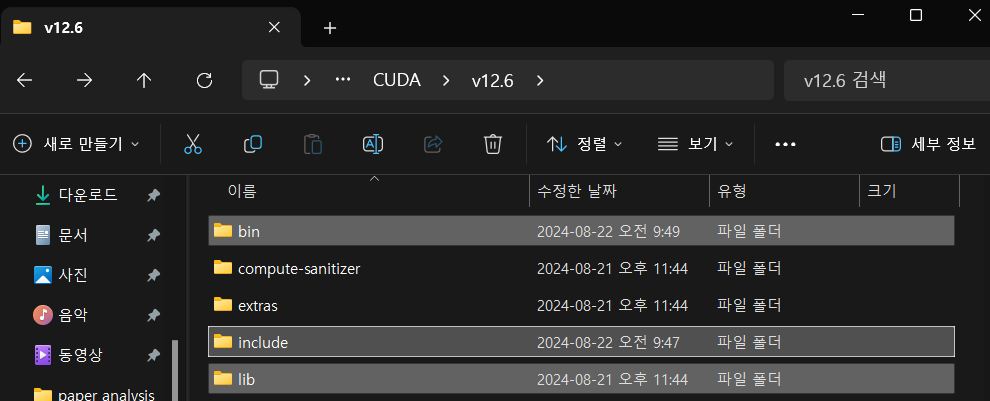 v12.6
CUDA v12.6 v12.6 검색
새로 만들기 정렬 보기 세부 정보
이름 수정한 날짜 유형 크기
다운로드
문서
사진
음악
동영상
paper analysis
bin 2024-08-22 오전 9:49 파일 폴더
compute-sanitizer 2024-08-21 오후 11:44 파일 폴더
extras 2024-08-21 오후 11:44 파일 폴더
include 2024-08-22 오전 9:47 파일 폴더
lib 2024-08-21 오후 11:44 파일 폴더